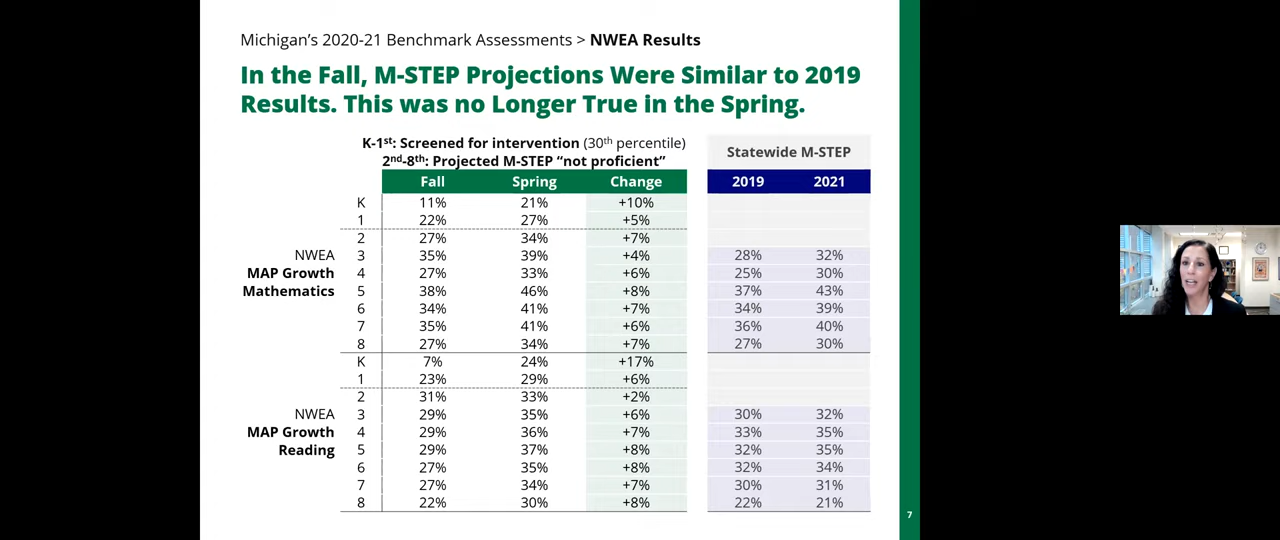 Michigan's 2020-21 Benchmark Assessments > NWEA Results
In the Fall, M-STEP Projections Were Similar to 2019
Results. This was no Longer True in the Spring.
K-1st: Screened for intervention (30th percentile)
2nd-8th: Projected M-STEP “not proficient”
Statewide M-STEP
Fall Spring Change 2019 2021
K 11% 21% +10%
1 22% 27% +5%
2 27% 34% +7%
NWEA 3 35% 39% +4% 28% 32%
MAP Growth 4 27% 33% +6% 25% 30%
Mathematics 5 38% 46% +8% 37% 43%
6 34% 41% +7% 34% 39%
7 35% 41% +6% 36% 40%
8 27% 34% +7% 27% 30%
K 7% 24% +17%
1 23% 29% +6%
2 31% 33% +2%
NWEA 3 29% 35% +6% 30% 32%
MAP Growth 4 29% 36% +7% 33% 35%
Reading 5 29% 37% +8% 32% 35%
6 27% 35% +8% 32% 34%
7 27% 34% +7% 30% 31%
8 22% 30% +8% 22% 21%
7